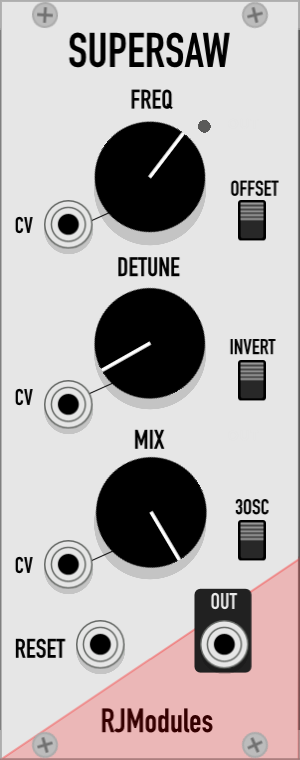 SUPERSAW
FREQ
OFFSET
CV
DETUNE
INVERT
CV
MIX
3OSC
CV
OUT
RESET
RJModules